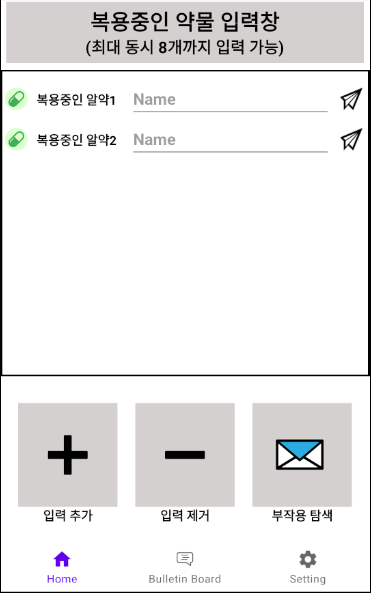 복용중인 약물 입력창
(최대 동시 8개까지 입력 가능)
복용중인 알약1 Name
복용중인 알약2 Name
입력 추가 입력 제거 부작용 탐색
Home Bulletin Board Setting